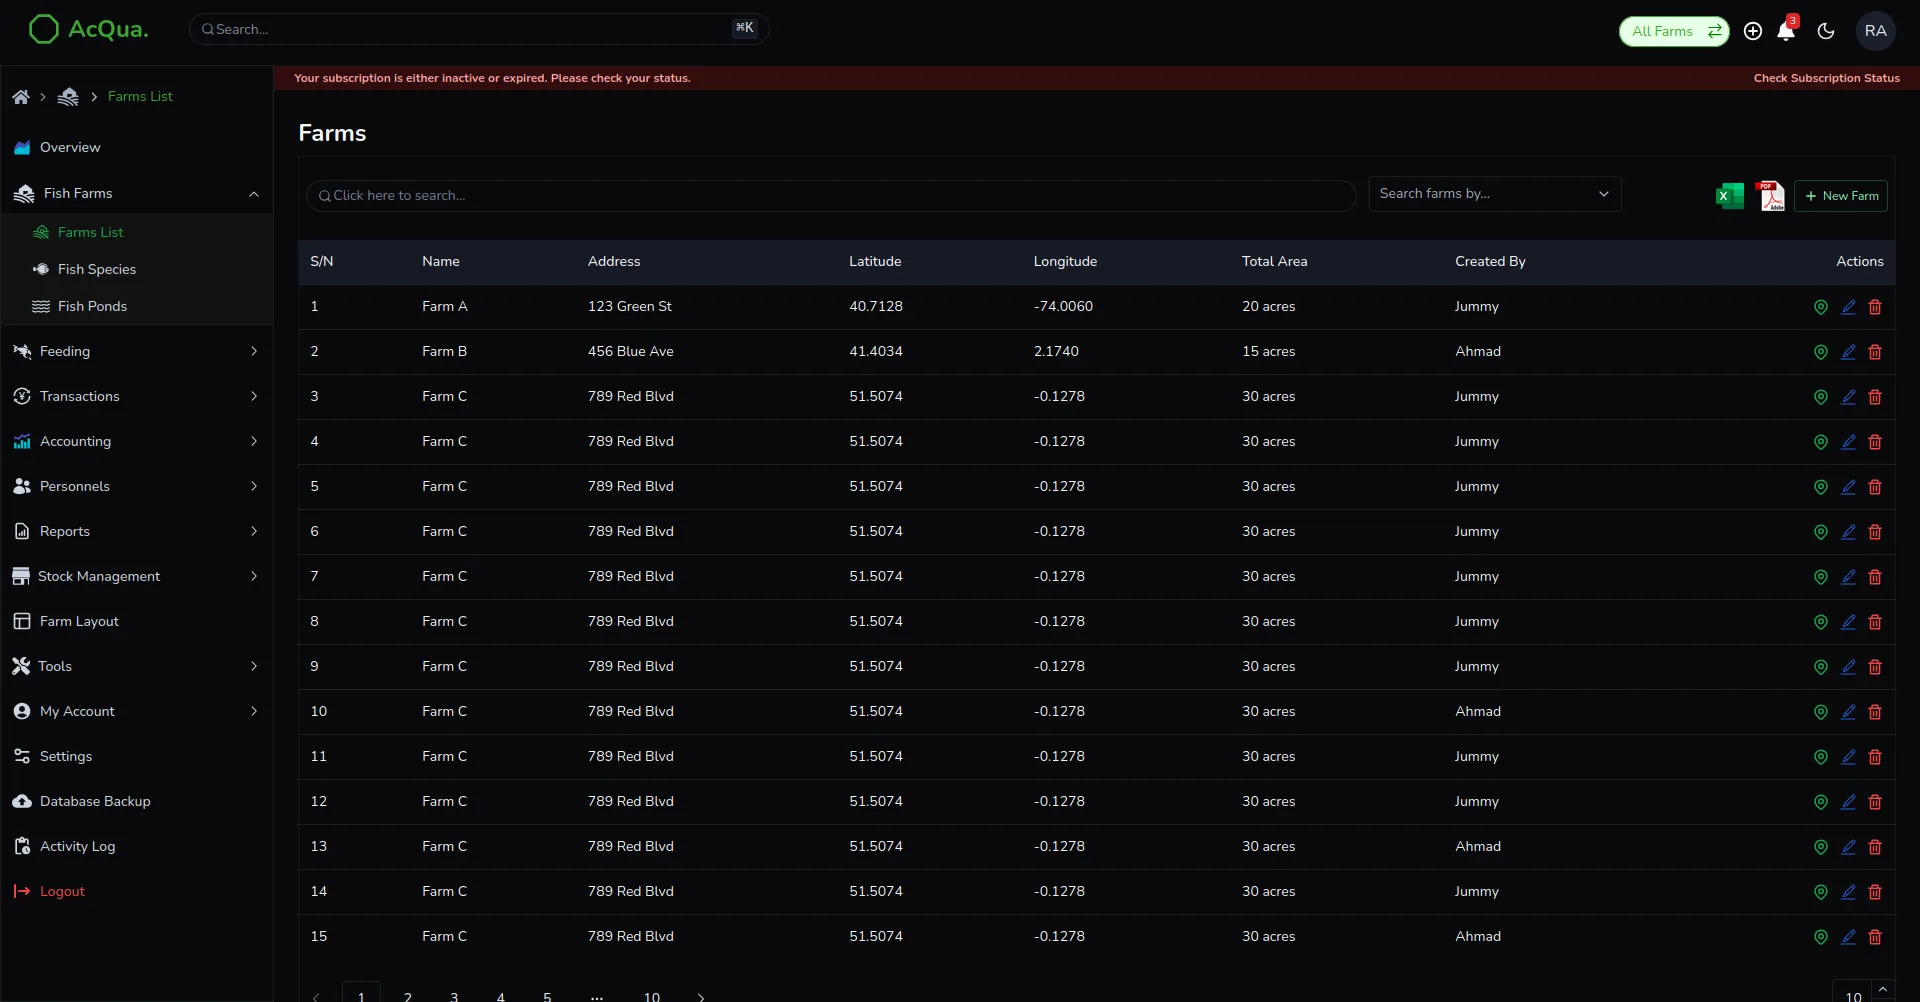 AcQua.
Search...
⌘K
All Farms
3
RA
Your subscription is either inactive or expired. Please check your status.
Check Subscription Status
Farms List
Overview
Fish Farms
Farms List
Fish Species
Fish Ponds
Feeding
Transactions
Accounting
Personnels
Reports
Stock Management
Farm Layout
Tools
My Account
Settings
Database Backup
Activity Log
Logout
Farms
Click here to search...
Search farms by...
X
PDF
Adobe
+ New Farm
S/N Name Address Latitude Longitude Total Area Created By Actions
1 Farm A 123 Green St 40.7128 -74.0060 20 acres Jummy
2 Farm B 456 Blue Ave 41.4034 2.1740 15 acres Ahmad
3 Farm C 789 Red Blvd 51.5074 -0.1278 30 acres Jummy
4 Farm C 789 Red Blvd 51.5074 -0.1278 30 acres Jummy
5 Farm C 789 Red Blvd 51.5074 -0.1278 30 acres Jummy
6 Farm C 789 Red Blvd 51.5074 -0.1278 30 acres Jummy
7 Farm C 789 Red Blvd 51.5074 -0.1278 30 acres Jummy
8 Farm C 789 Red Blvd 51.5074 -0.1278 30 acres Jummy
9 Farm C 789 Red Blvd 51.5074 -0.1278 30 acres Jummy
10 Farm C 789 Red Blvd 51.5074 -0.1278 30 acres Ahmad
11 Farm C 789 Red Blvd 51.5074 -0.1278 30 acres Jummy
12 Farm C 789 Red Blvd 51.5074 -0.1278 30 acres Jummy
13 Farm C 789 Red Blvd 51.5074 -0.1278 30 acres Ahmad
14 Farm C 789 Red Blvd 51.5074 -0.1278 30 acres Jummy
15 Farm C 789 Red Blvd 51.5074 -0.1278 30 acres Ahmad
1 2 3 4 5 ... 10
10